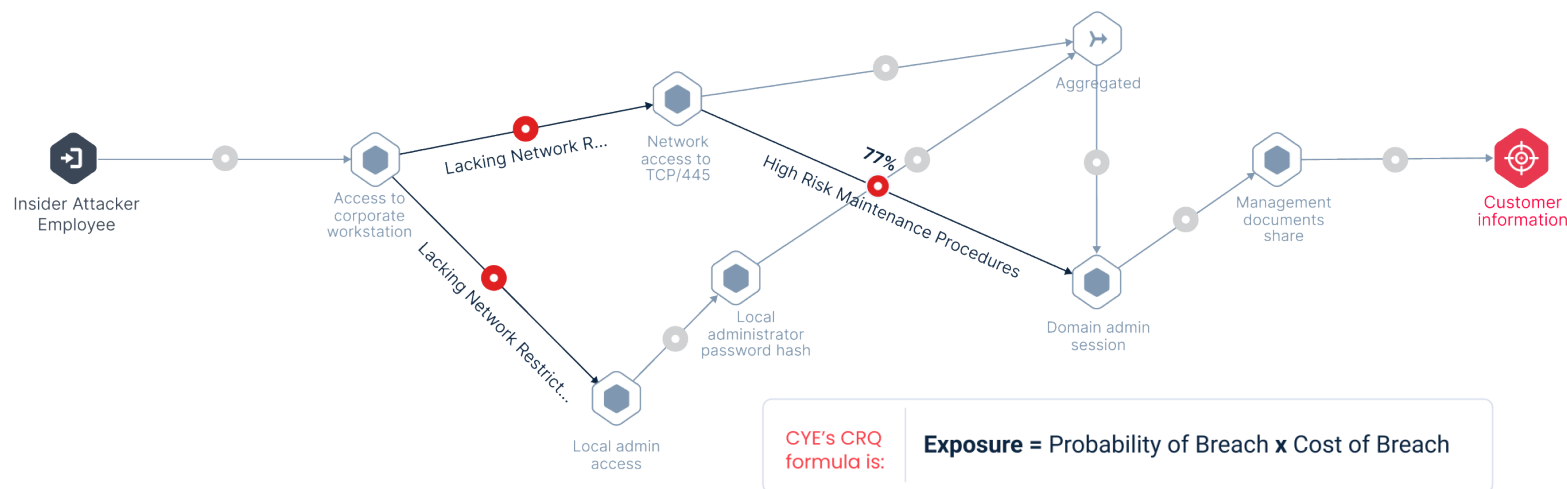 Aggregated
Lacking Network R...
Network
access to
TCP/445
77%
High Risk Maintenance Procedures
Insider Attacker
Employee
Access to
corporate
workstation
Management
documents
share
Customer
information
Lacking Network Restrict...
Local
administrator
password hash
Domain admin
session
Local admin
access
CYE’s CRQ
formula is:
Exposure = Probability of Breach x Cost of Breach